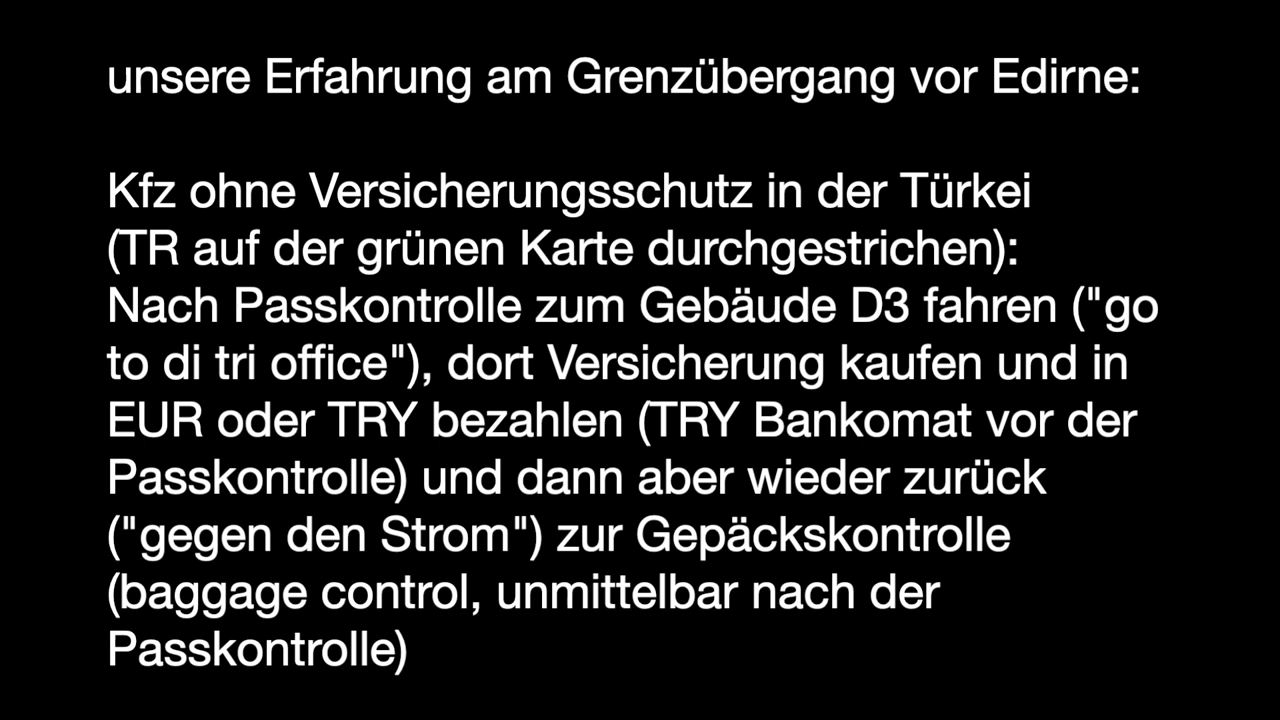 unsere Erfahrung am Grenzübergang vor Edirne:
Kfz ohne Versicherungsschutz in der Türkei
(TR auf der grünen Karte durchgestrichen):
Nach Passkontrolle zum Gebäude D3 fahren ("go
to di tri office"), dort Versicherung kaufen und in
EUR oder TRY bezahlen (TRY Bankomat vor der
Passkontrolle) und dann aber wieder zurück
("gegen den Strom") zur Gepäckskontrolle
(baggage control, unmittelbar nach der
Passkontrolle)